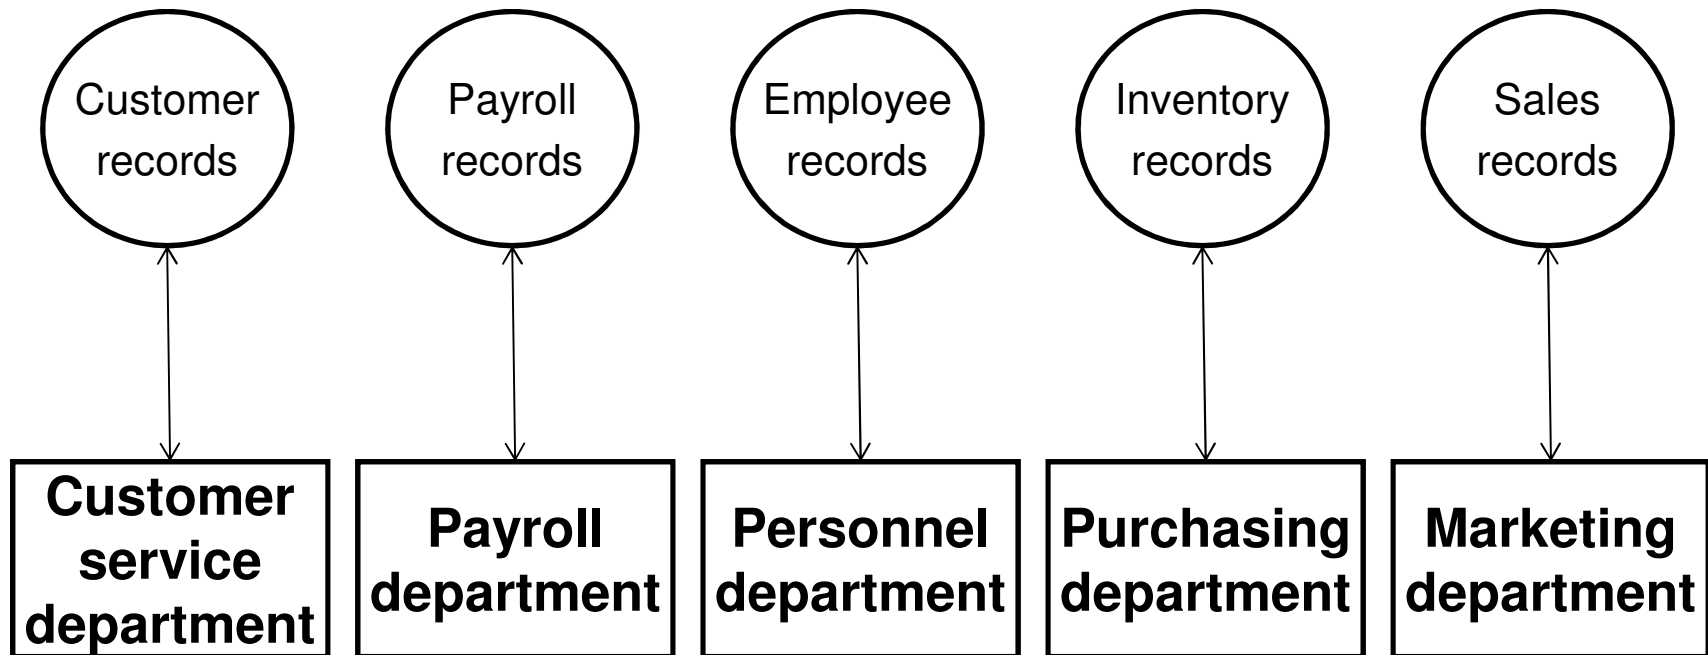 Customer
records
Payroll
records
Employee
records
Inventory
records
Sales
records
Customer
service
department
Payroll
department
Personnel
department
Purchasing
department
Marketing
department